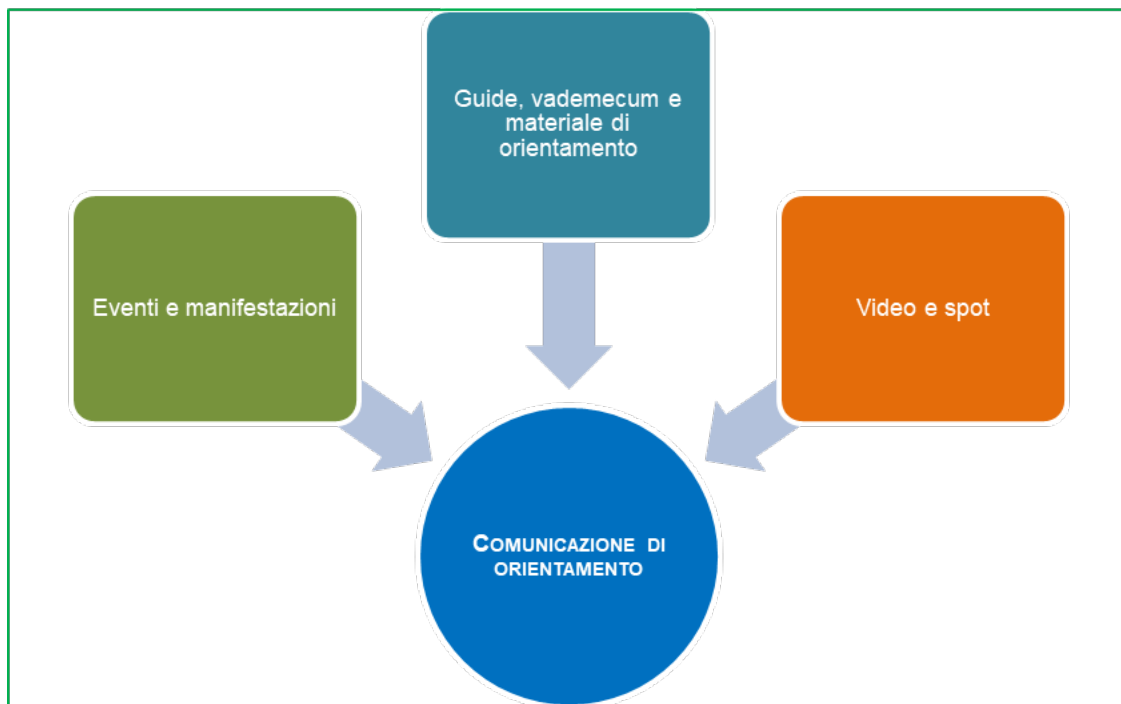 Guide, vademecum e
materiale di
orientamento
Eventi e manifestazioni
Video e spot
COMUNICAZIONE DI
ORIENTAMENTO